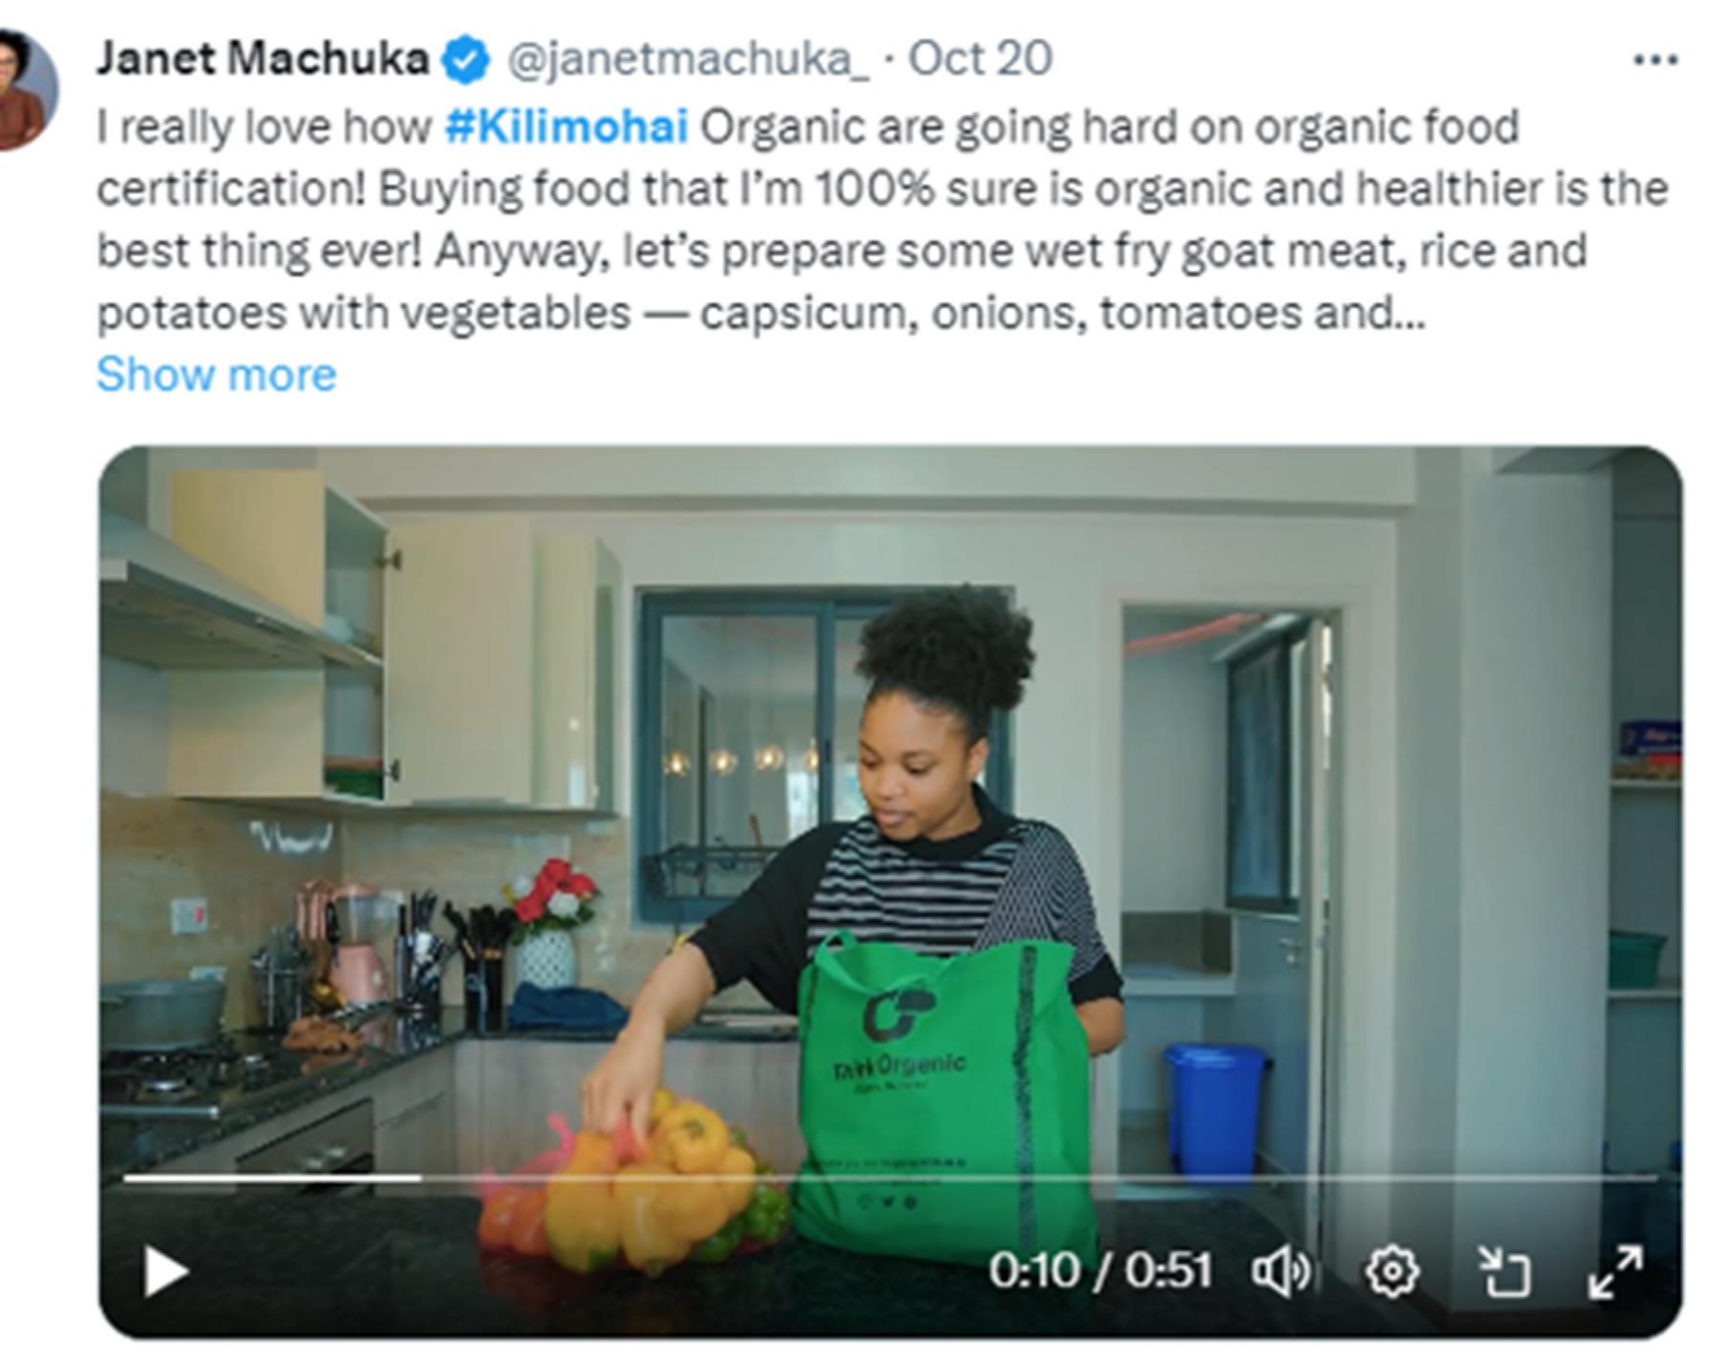 Janet Machuka @janetmachuka_ · Oct 20
I really love how #Kilimohai Organic are going hard on organic food
certification! Buying food that I’m 100% sure is organic and healthier is the
best thing ever! Anyway, let’s prepare some wet fry goat meat, rice and
potatoes with vegetables — capsicum, onions, tomatoes and...
Show more
Think Organic
0:10 / 0:51